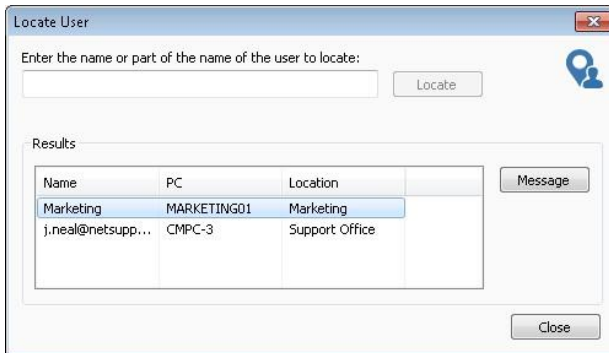 Locate User
Enter the name or part of the name of the user to locate:
Locate
Results
Name PC Location
Message
Marketing MARKETING01 Marketing
j.neal@netsupp... CMPC-3 Support Office
Close